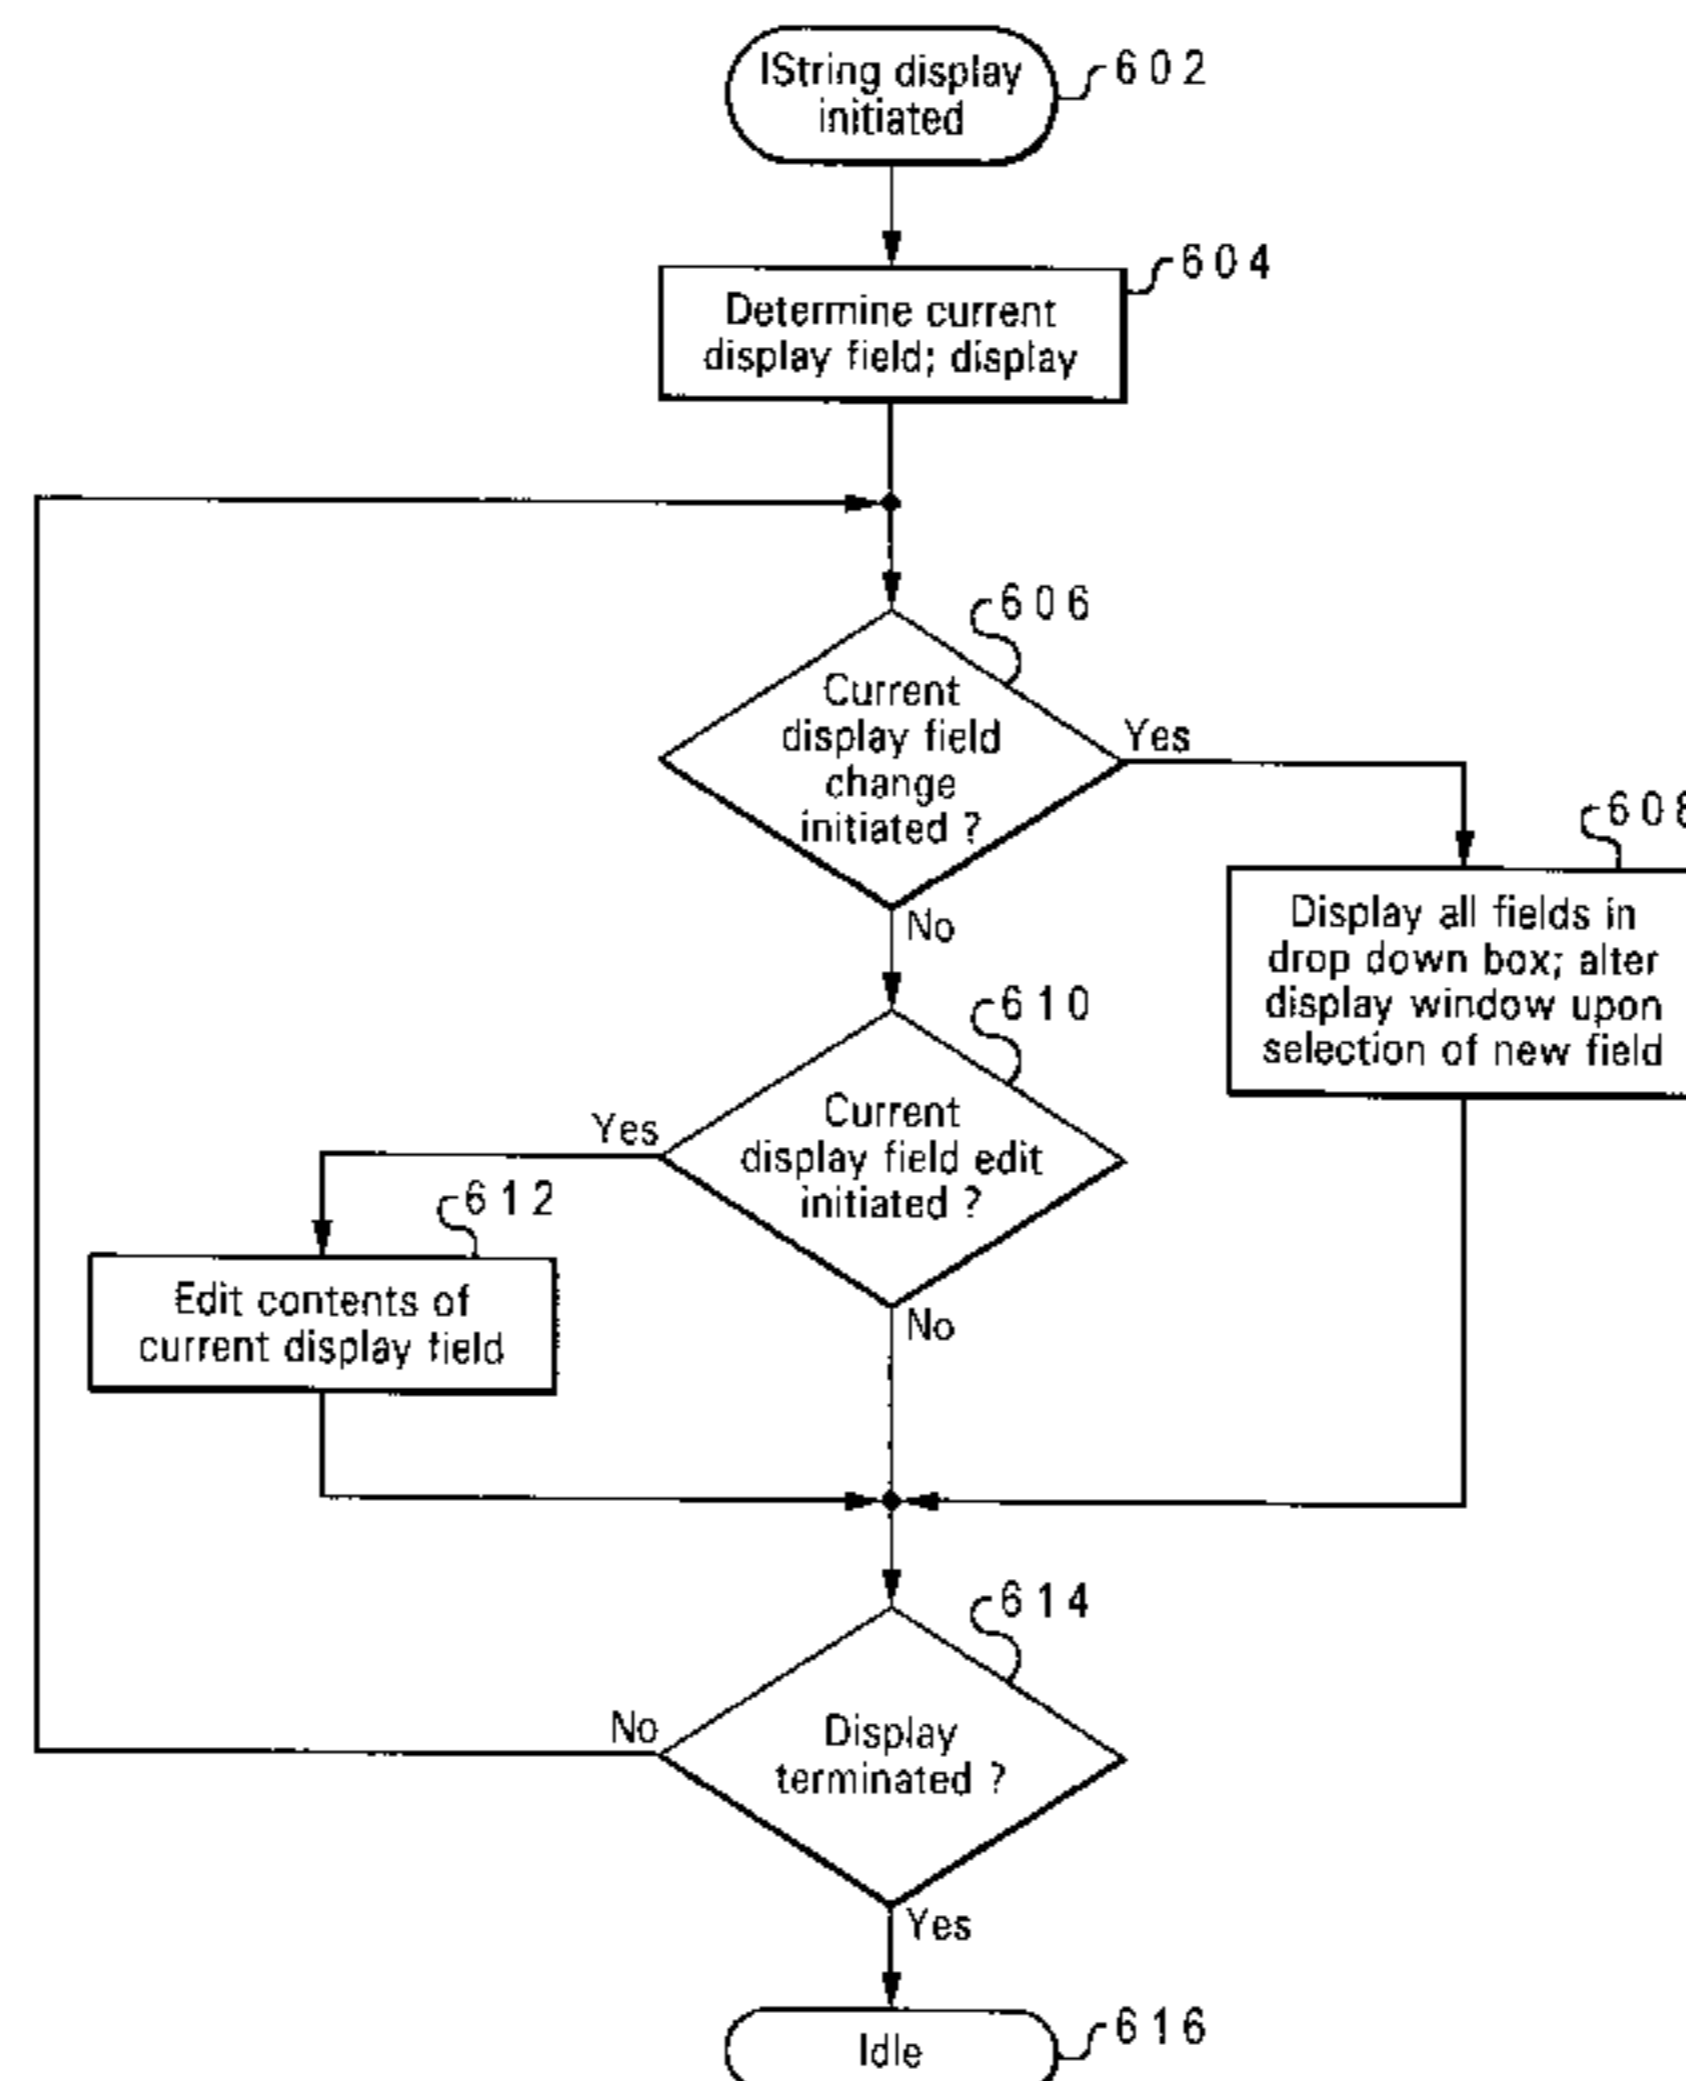 IString display
initiated
602
Determine current
display field; display
604
606
Current
display field
change
initiated ?
Yes
No
608
Display all fields in
drop down box; alter
display window upon
selection of new field
610
Current
display field edit
initiated ?
Yes
No
612
Edit contents of
current display field
614
Display
terminated ?
No
Yes
Idle
616